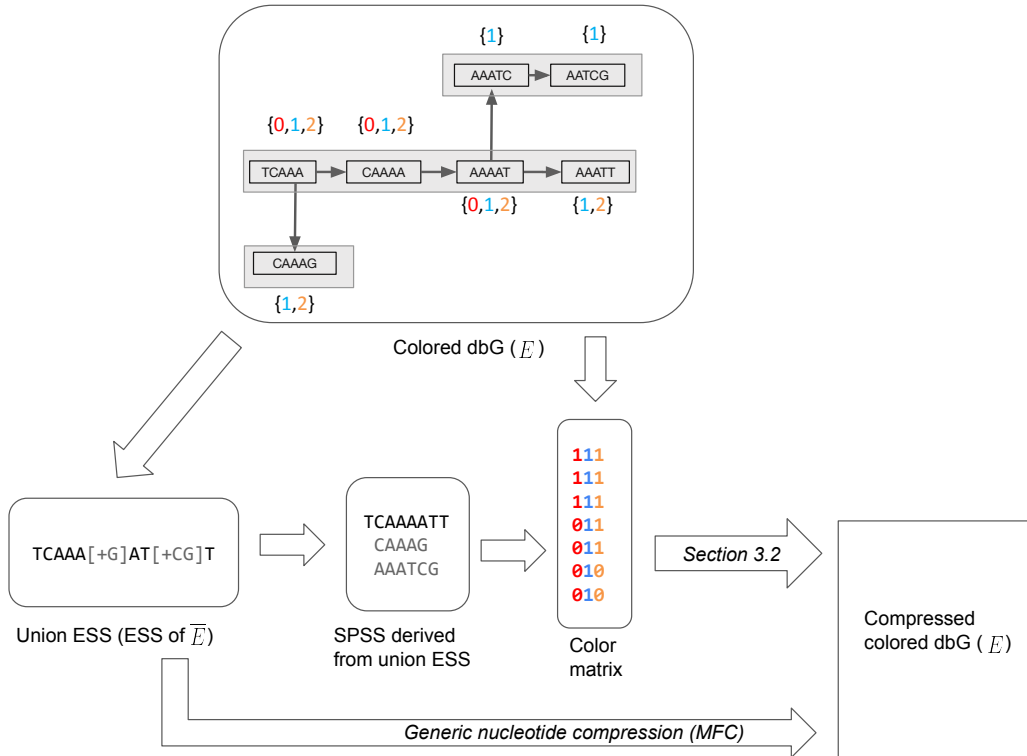 {1} {1}
AAATC AATCG
{0,1,2} {0,1,2}
TCAAA CAAAA AAAAT AAATT
{0,1,2} {1,2}
CAAAG
{1,2}
Colored dbG ( E )
TCAAA[+G]AT[+CG]T
Union ESS (ESS of E̅)
TCAAAATT
CAAAG
AAATCG
SPSS derived
from union ESS
111
111
111
011
011
010
010
Color
matrix
Section 3.2
Compressed
colored dbG ( E )
Generic nucleotide compression (MFC)